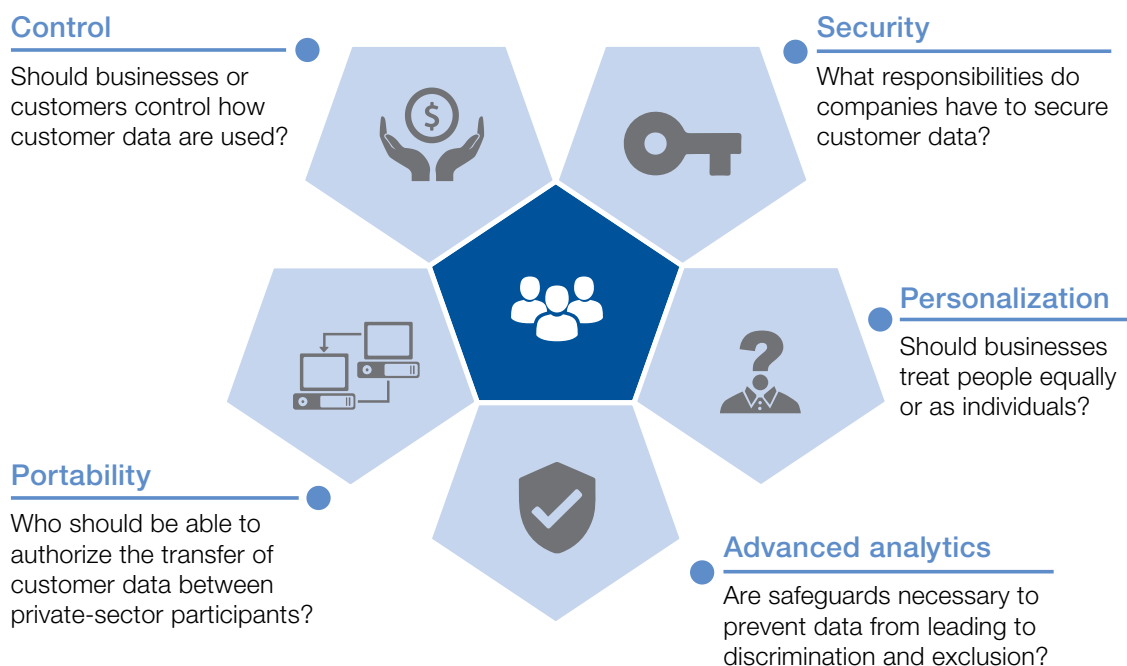 Control
Should businesses or
customers control how
customer data are used?
$
Security
What responsibilities do
companies have to secure
customer data?
Personalization
Should businesses
treat people equally
or as individuals?
?
Portability
Who should be able to
authorize the transfer of
customer data between
private-sector participants?
Advanced analytics
Are safeguards necessary to
prevent data from leading to
discrimination and exclusion?